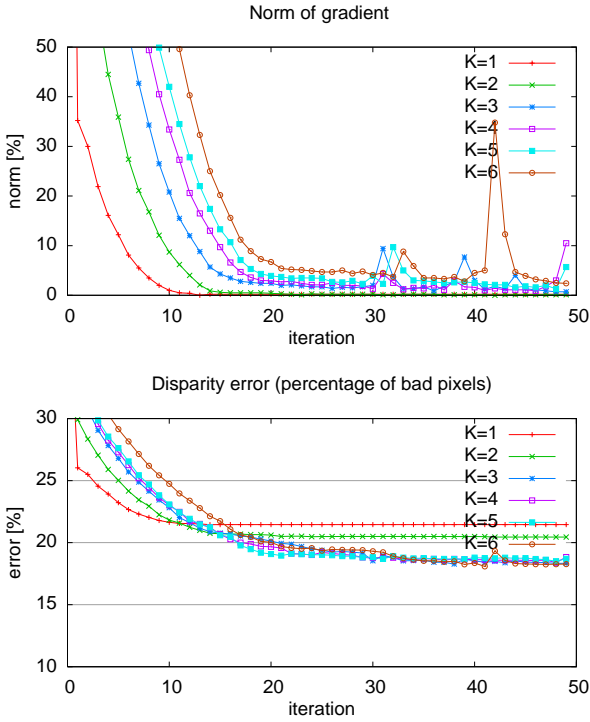 Norm of gradient
50
40
30
20
10
0
norm [%]
K=1
K=2
K=3
K=4
K=5
K=6
0 10 20 30 40 50
iteration
Disparity error (percentage of bad pixels)
30
25
20
15
10
error [%]
K=1
K=2
K=3
K=4
K=5
K=6
0 10 20 30 40 50
iteration